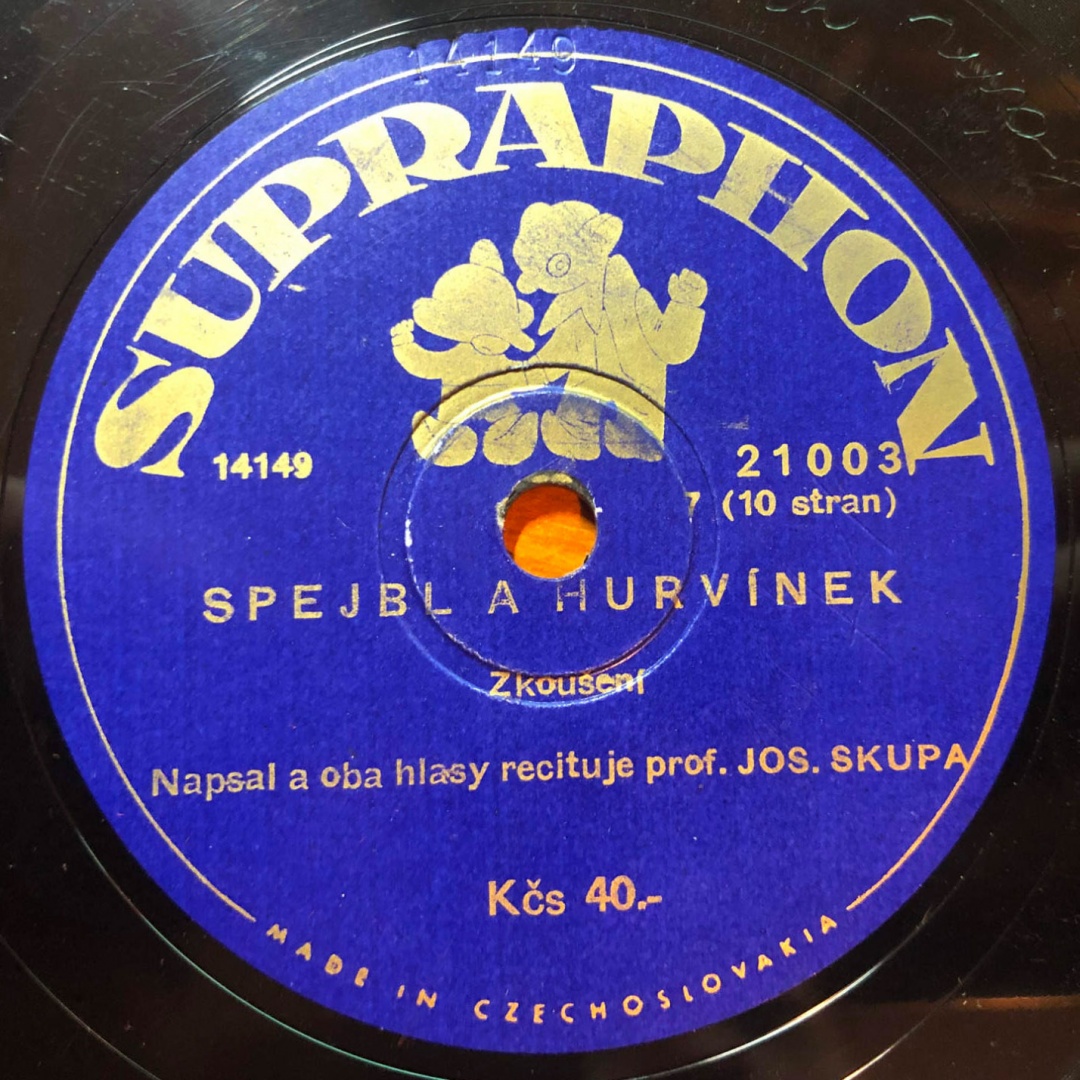 14149
SUPRAPHON
14149
21003
7 (10 stran)
SPEJBL A HURVÍNEK
Zkoušení
Napsal a oba hlasy recituje prof. JOS. SKUPA
Kčs 40.-
MADE IN CZECHOSLOVAKIA